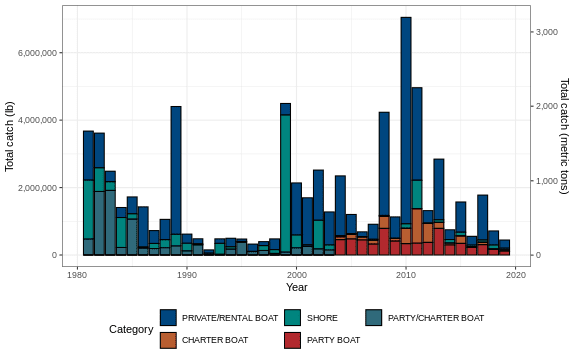 6,000,000
4,000,000
2,000,000
0
3,000
2,000
1,000
0
Total catch (lb)
Total catch (metric tons)
1980 1990 2000 2010 2020
Year
Category
PRIVATE/RENTAL BOAT SHORE PARTY/CHARTER BOAT
CHARTER BOAT PARTY BOAT